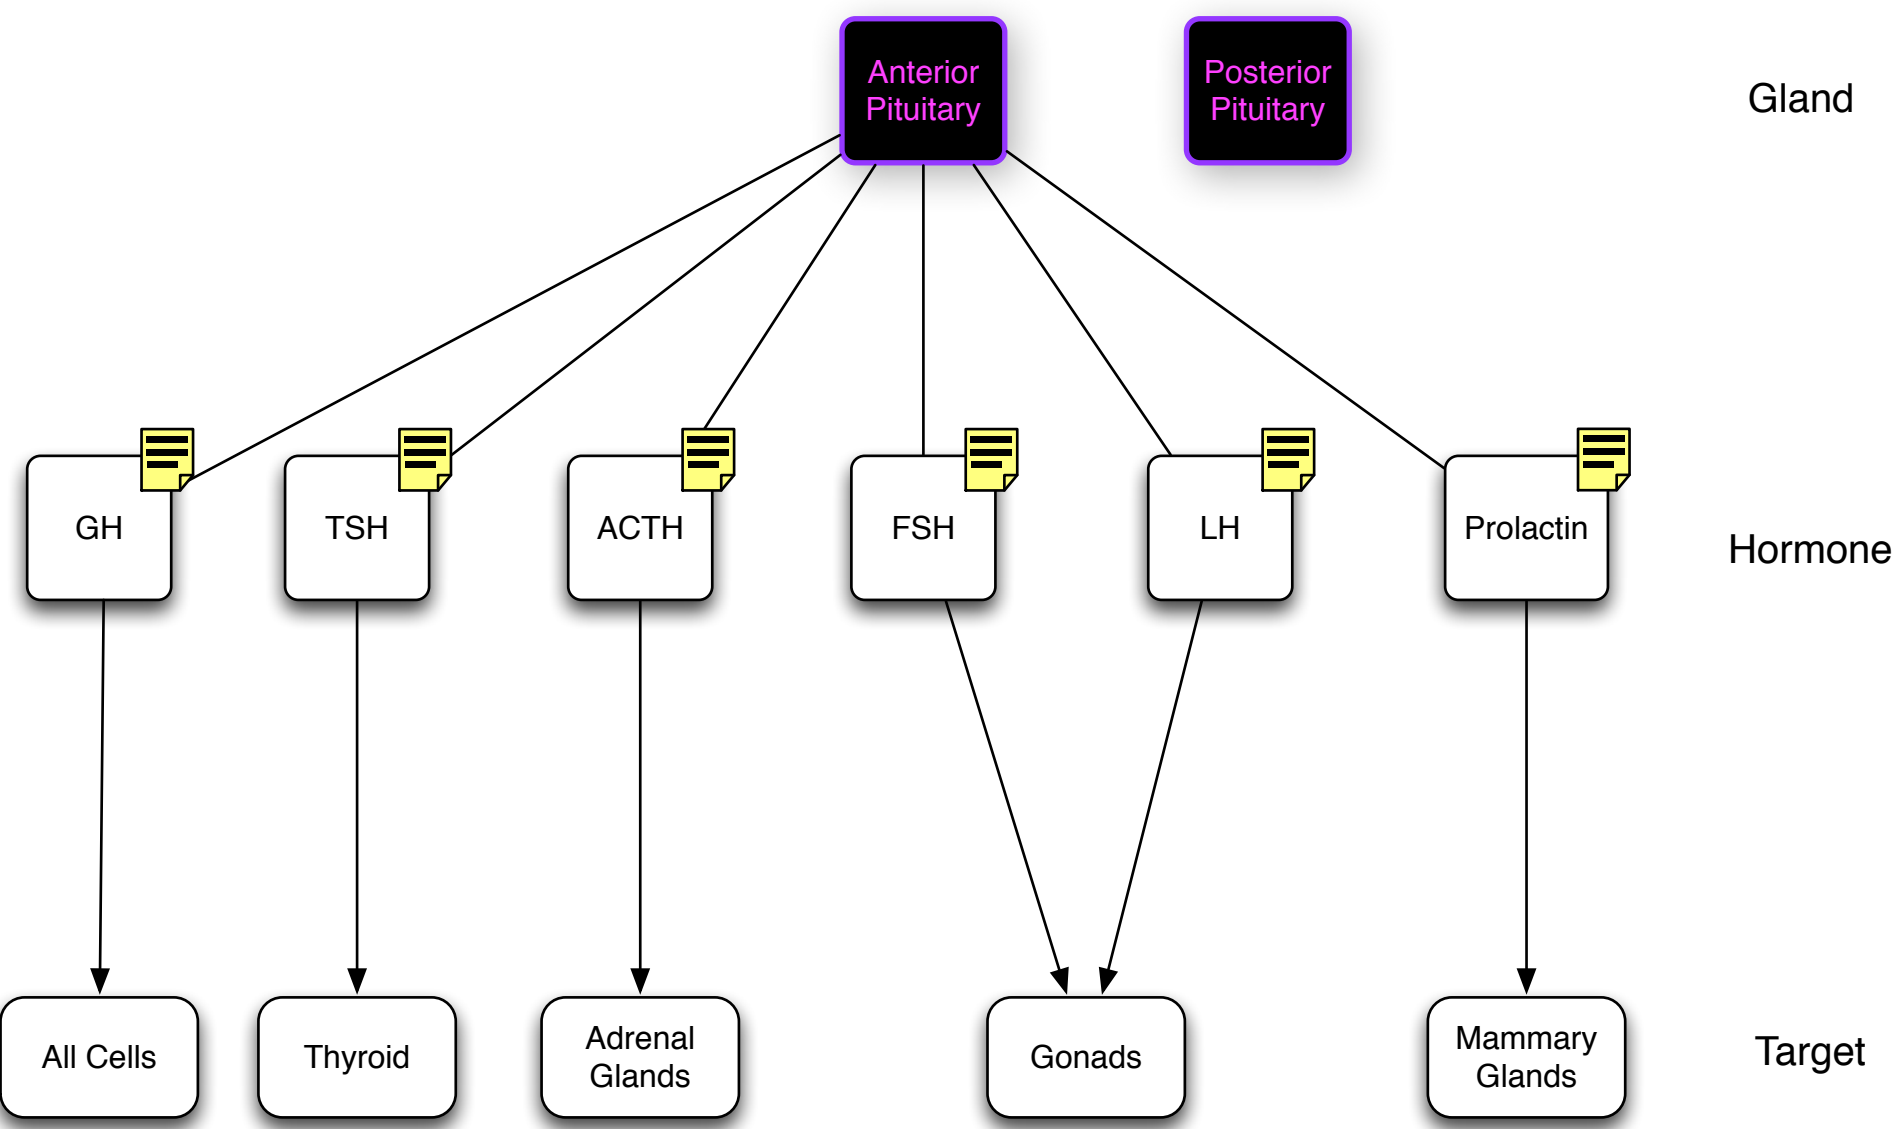 Anterior
Pituitary
Posterior
Pituitary
Gland
GH
TSH
ACTH
FSH
LH
Prolactin
Hormone
All Cells
Thyroid
Adrenal
Glands
Gonads
Mammary
Glands
Target